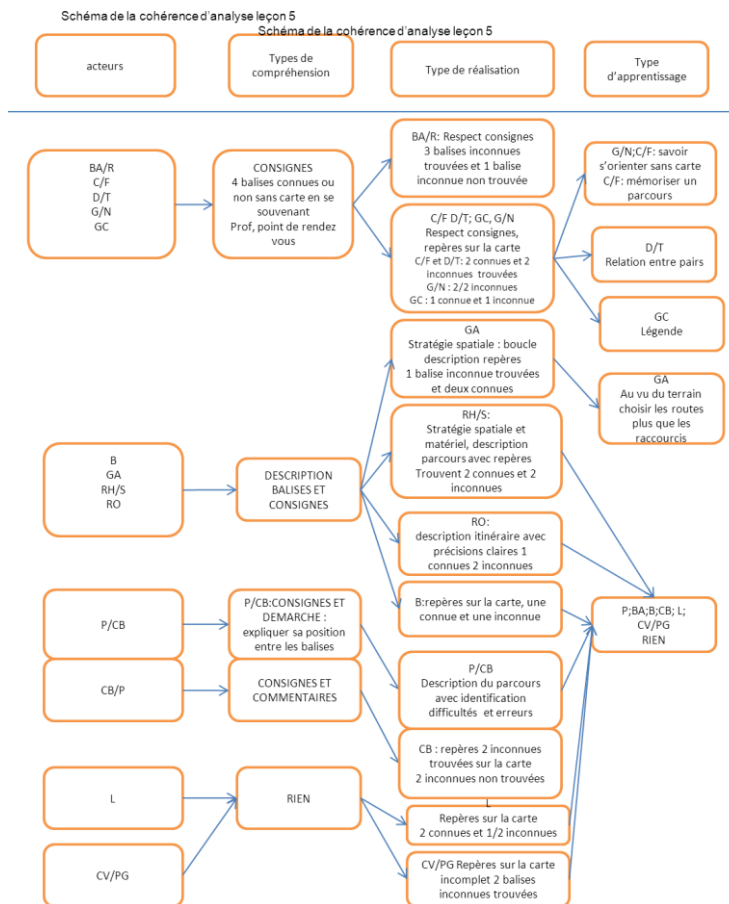 Schéma de la cohérence d'analyse leçon 5
Schéma de la cohérence d'analyse leçon 5
acteurs
Types de
compréhension
Type de réalisation
Type
d'apprentissage
BA/R
C/F
D/T
G/N
GC
CONSIGNES
4 balises connues ou
non sans carte en se
souvenant
Prof, point de rendez
vous
BA/R: Respect consignes
3 balises inconnues
trouvées et 1 balise
inconnue non trouvée
C/F D/T; GC, G/N
Respect consignes,
repères sur la carte
C/F et D/T: 2 connues et 2
inconnues trouvées
G/N : 2/2 inconnues
GC : 1 connue et 1 inconnue
G/N;C/F: savoir
s'orienter sans carte
C/F: mémoriser un
parcours
D/T
Relation entre pairs
GC
Légende
GA
Stratégie spatiale : boucle
description repères
1 balise inconnue trouvées
et deux connues
GA
Au vu du terrain
choisir les routes
plus que les
raccourcis
B
GA
RH/S
RO
DESCRIPTION
BALISES ET
CONSIGNES
RH/S:
Stratégie spatiale et
matériel, description
parcours avec repères
Trouvent 2 connues et 2
inconnues
RO:
description itinéraire avec
précisions claires 1
connues 2 inconnues
B:repères sur la carte, une
connue et une inconnue
P;BA;B;CB; L;
CV/PG
RIEN
P/CB
P/CB:CONSIGNES ET
DEMARCHE :
expliquer sa position
entre les balises
P/CB
Description du parcours
avec identification
difficultés et erreurs
CB/P
CONSIGNES ET
COMMENTAIRES
CB : repères 2 inconnues
trouvées sur la carte
2 inconnues non trouvées
L
RIEN
L
Repères sur la carte
2 connues et 1/2 inconnues
CV/PG
CV/PG Repères sur la carte
incomplet 2 balises
inconnues trouvées